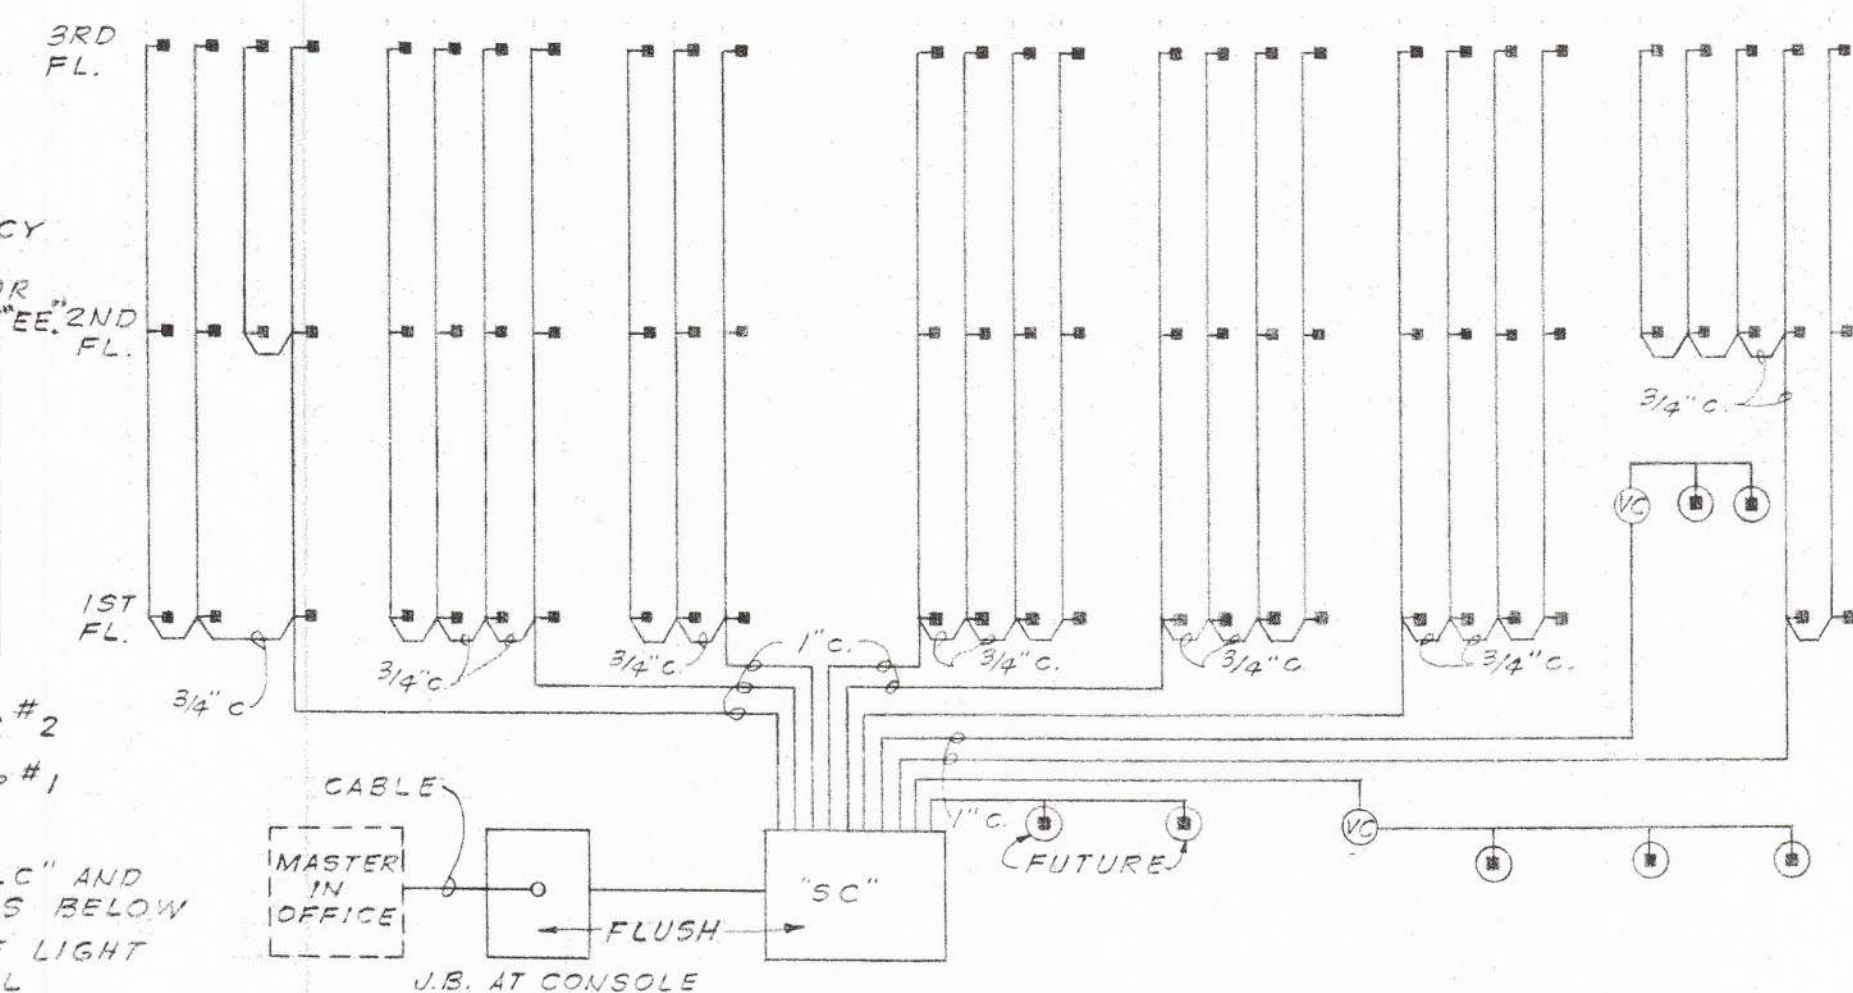 3RD
FL.
CY
OR
"EE."
2ND
FL.
3/4" C.
1ST
FL.
3/4" C
3/4" C.
3/4" C.
1" C.
3/4" C.
3/4" C
3/4" C.
#2
#1
CABLE
1" C.
VC
VC
FUTURE
MASTER
IN
OFFICE
"SC"
FLUSH
J.B. AT CONSOLE
LC" AND
S BELOW
LIGHT
L